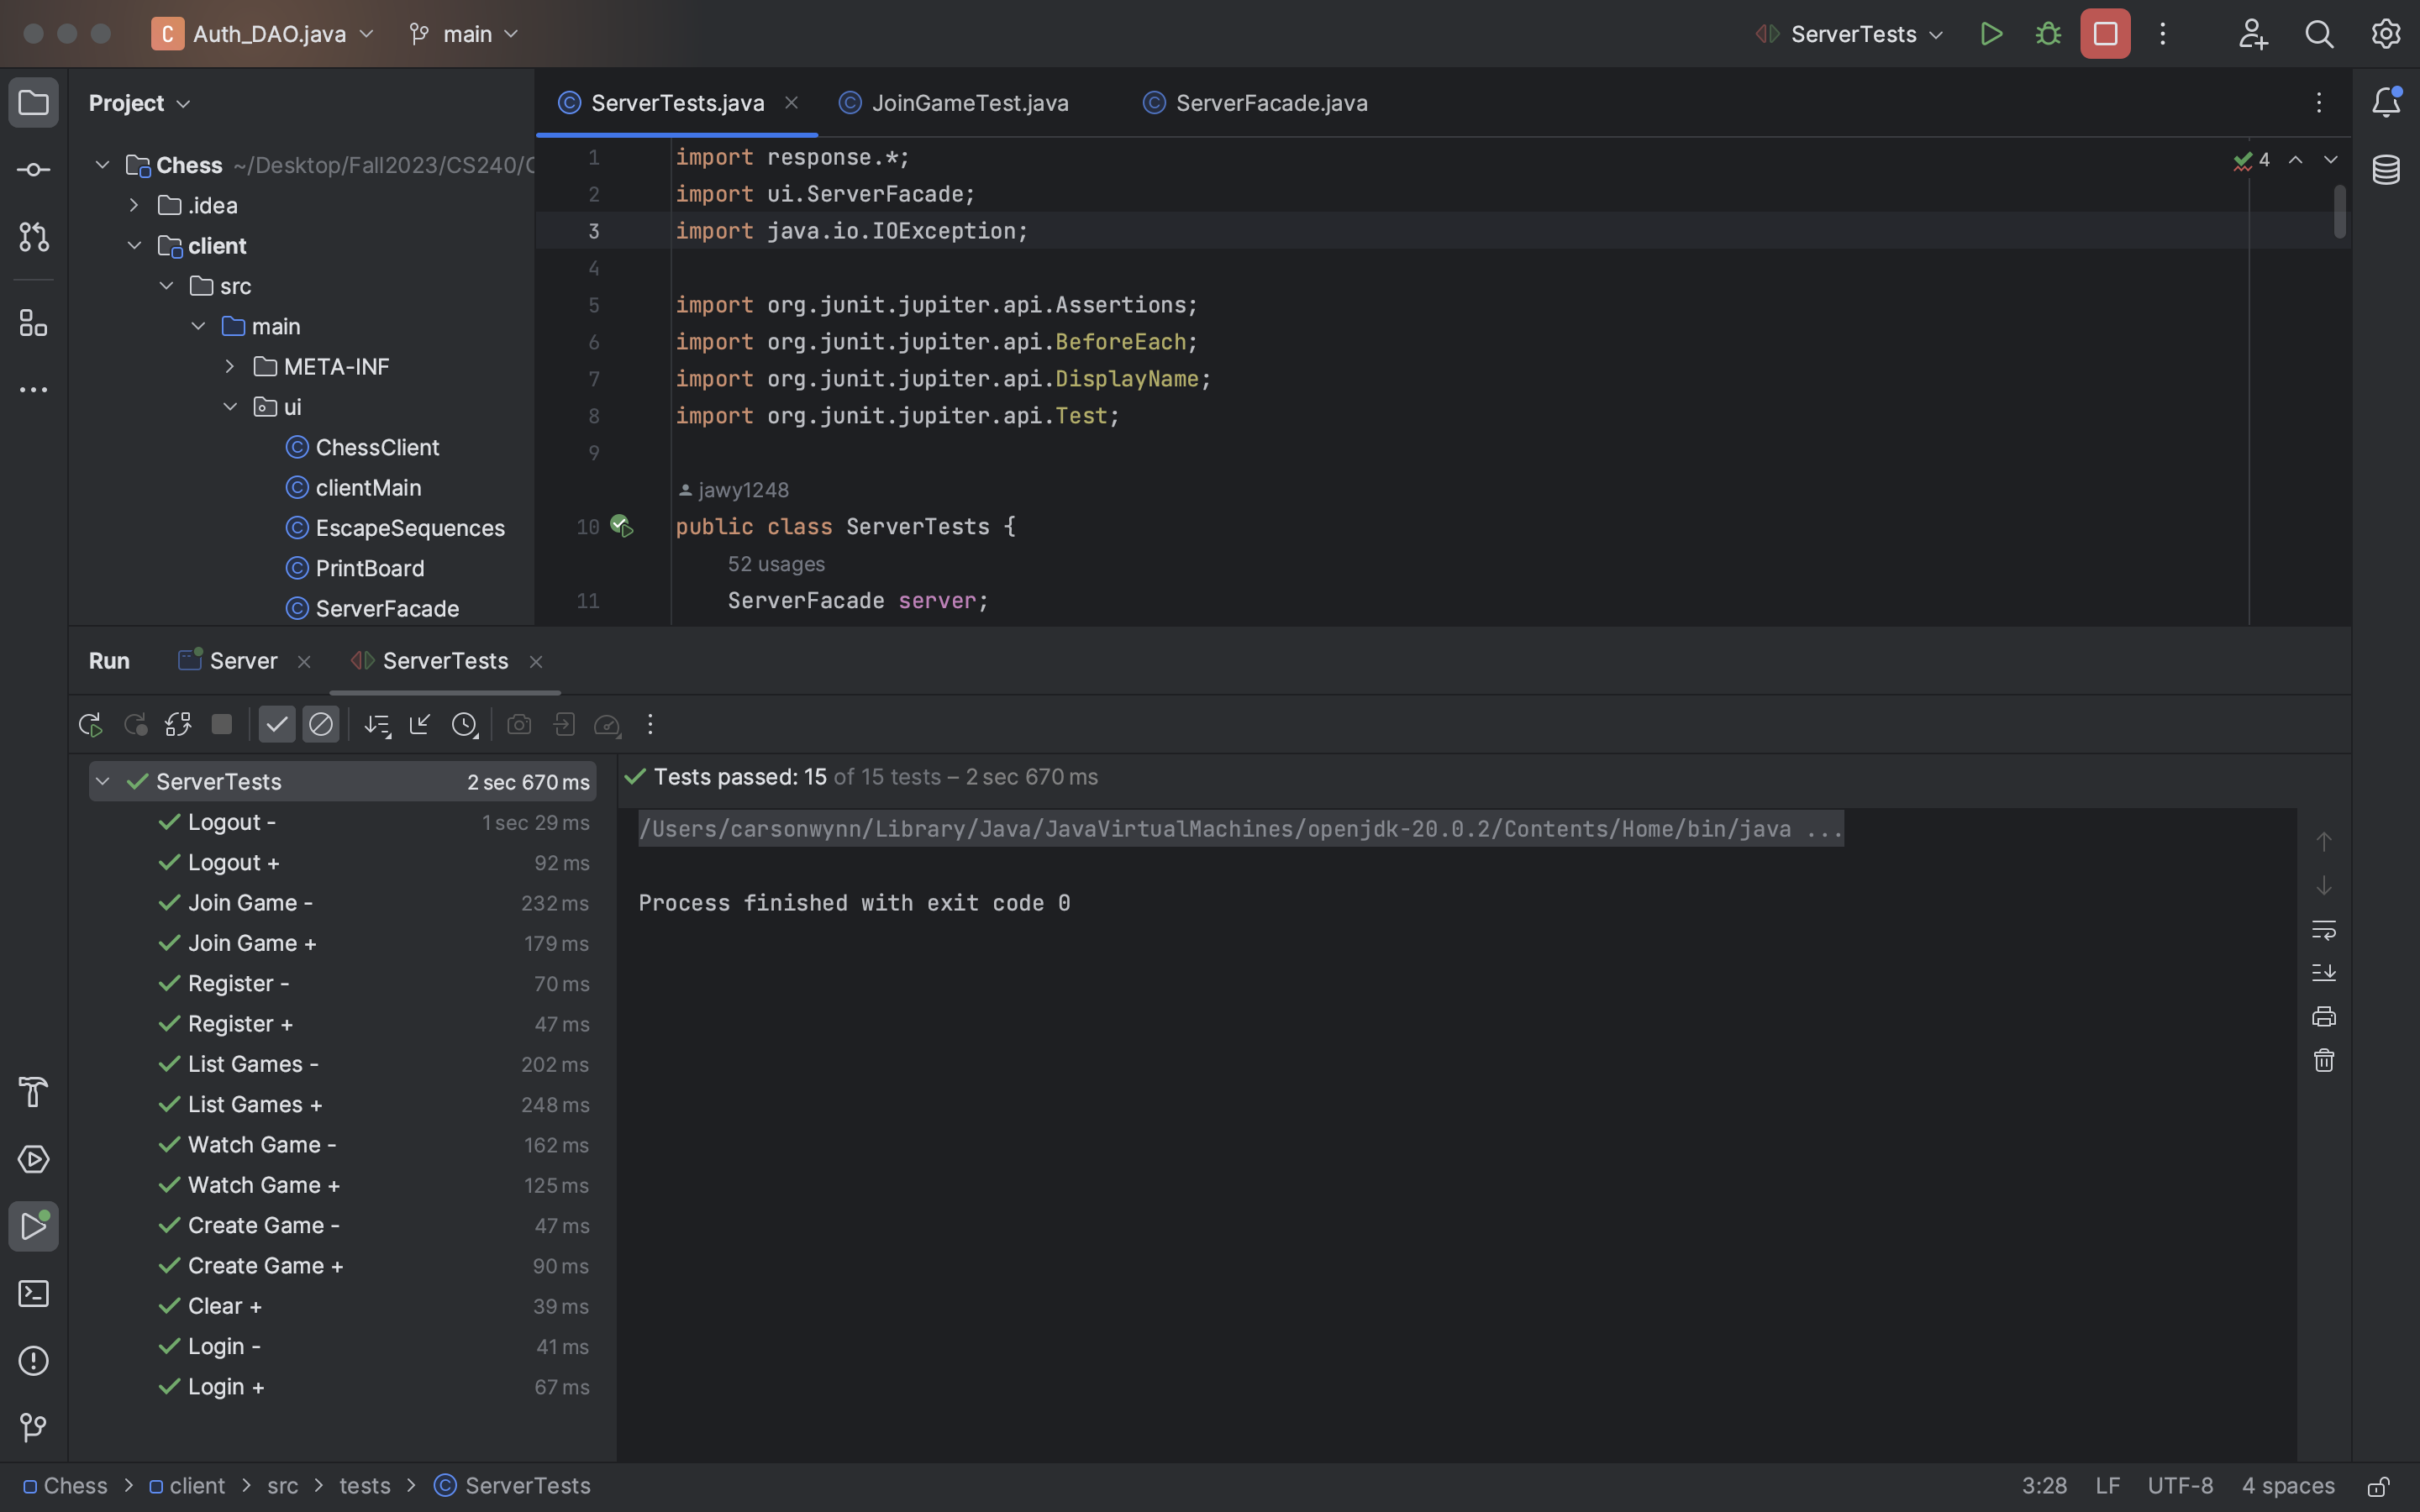 C Auth_DAO.java main ServerTests
Project
ServerTests.java JoinGameTest.java ServerFacade.java
Chess ~/Desktop/Fall2023/CS240/C
.idea
client
src
main
META-INF
ui
ChessClient
clientMain
EscapeSequences
PrintBoard
ServerFacade
4
1 import response.*;
2 import ui.ServerFacade;
3 import java.io.IOException;
4
5 import org.junit.jupiter.api.Assertions;
6 import org.junit.jupiter.api.BeforeEach;
7 import org.junit.jupiter.api.DisplayName;
8 import org.junit.jupiter.api.Test;
9
jawy1248
10 public class ServerTests {
52 usages
11 ServerFacade server;
Run Server ServerTests
ServerTests 2 sec 670 ms
Logout - 1 sec 29 ms
Logout + 92 ms
Join Game - 232 ms
Join Game + 179 ms
Register - 70 ms
Register + 47 ms
List Games - 202 ms
List Games + 248 ms
Watch Game - 162 ms
Watch Game + 125 ms
Create Game - 47 ms
Create Game + 90 ms
Clear + 39 ms
Login - 41 ms
Login + 67 ms
Tests passed: 15 of 15 tests – 2 sec 670 ms
/Users/carsonwynn/Library/Java/JavaVirtualMachines/openjdk-20.0.2/Contents/Home/bin/java ...
Process finished with exit code 0
Chess > client > src > tests > ServerTests
3:28 LF UTF-8 4 spaces